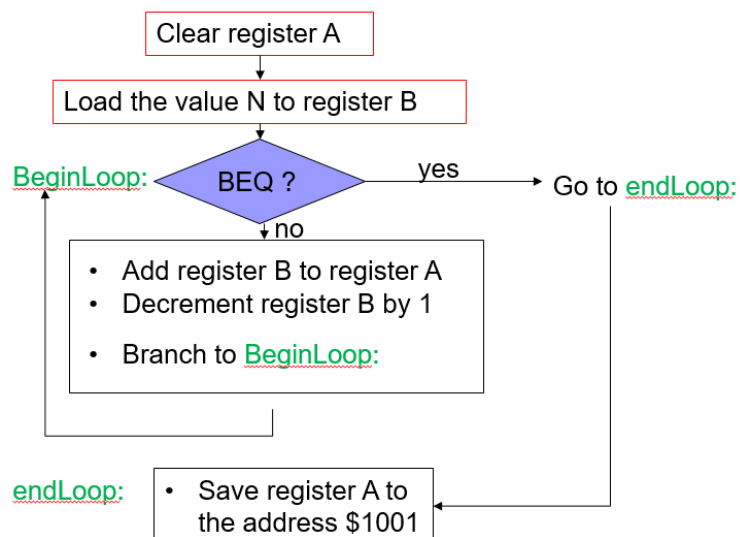 Clear register A
Load the value N to register B
BeginLoop:
BEQ ?
yes
Go to endLoop:
no
• Add register B to register A
• Decrement register B by 1
• Branch to BeginLoop:
endLoop:
• Save register A to
the address $1001